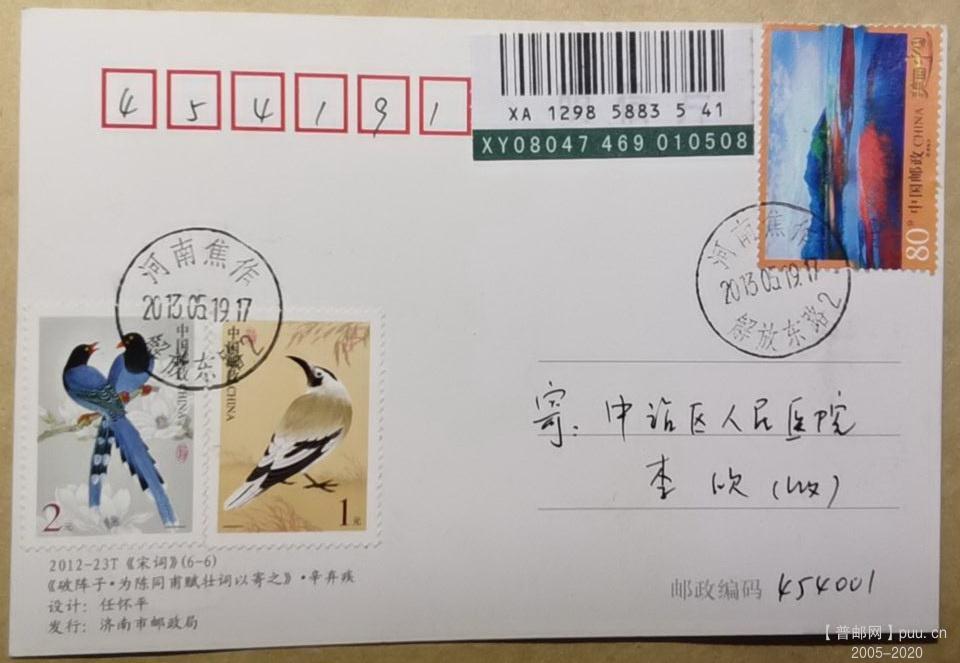 4 5 4 1 9 1
XA 1298 5883 5 41
XY08047 469 010508
80分 中国邮政 CHINA
河南焦作
2013.05.19.17
解放东路2
河南焦作
2013.05.19.17
解放东路2
中国邮政 CHINA
2元
中国邮政 CHINA
1元
寄: 中站区人民医院
李欣(收)
2012-23T《宋词》(6-6)
《破阵子·为陈同甫赋壮词以寄之》·辛弃疾
设计: 任怀平
发行: 济南市邮政局
邮政编码 454001
【普邮网】puu.cn
2005-2020